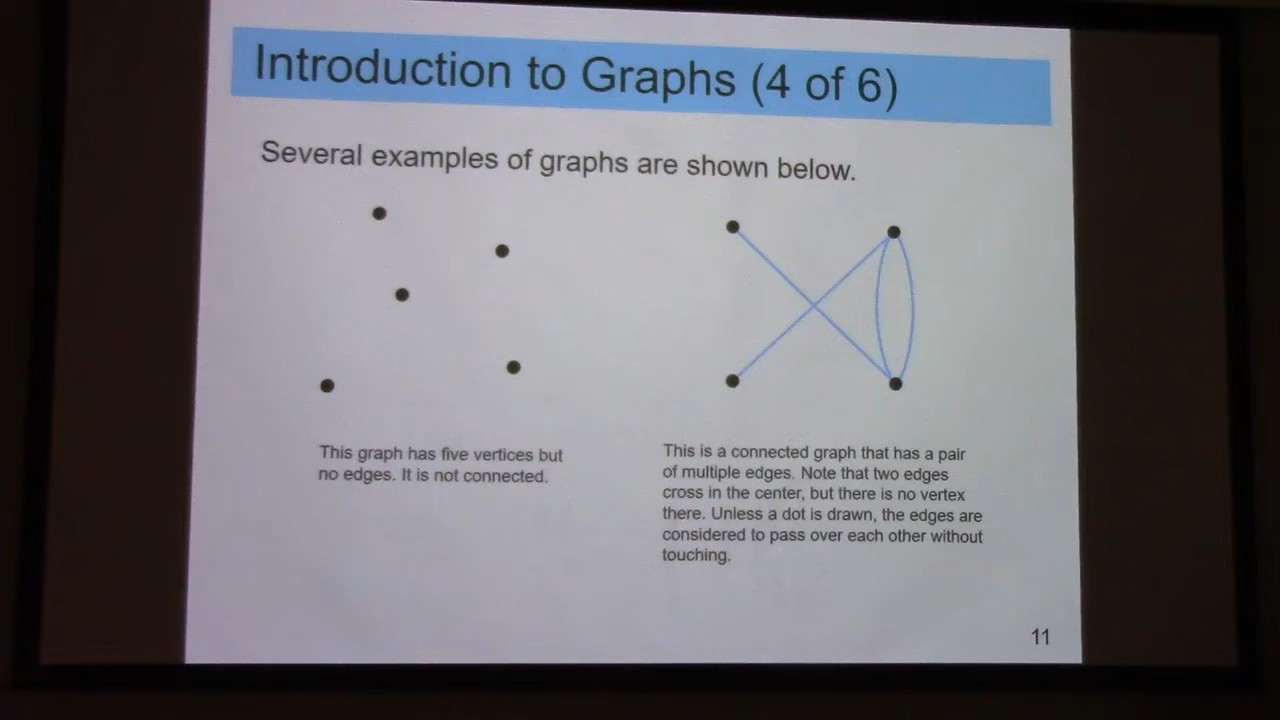 Introduction to Graphs (4 of 6)
Several examples of graphs are shown below.
This graph has five vertices but
no edges. It is not connected.
This is a connected graph that has a pair
of multiple edges. Note that two edges
cross in the center, but there is no vertex
there. Unless a dot is drawn, the edges are
considered to pass over each other without
touching.
11